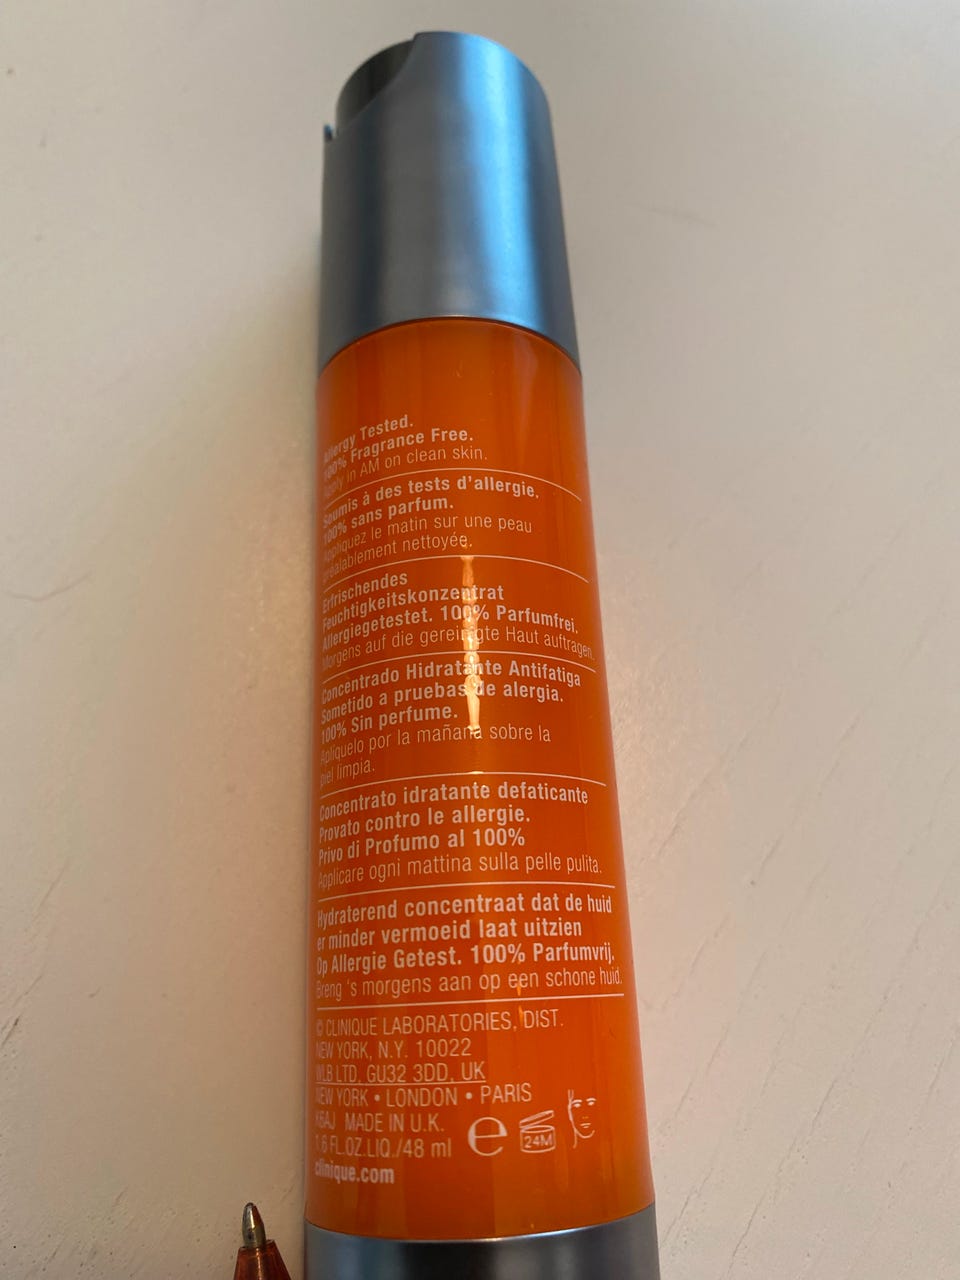 Allergy Tested.
100% Fragrance Free.
Apply in AM on clean skin.
Soumis à des tests d'allergie.
100% sans parfum.
Appliquez le matin sur une peau
préalablement nettoyée.
Erfrischendes
Feuchtigkeitskonzentrat
Allergiegetestet. 100% Parfumfrei.
Morgens auf die gereinigte Haut auftragen.
Concentrado Hidratante Antifatiga
Sometido a pruebas de alergia.
100% Sin perfume.
Aplíquelo por la mañana sobre la
piel limpia.
Concentrato idratante defaticante
Provato contro le allergie.
Privo di Profumo al 100%
Applicare ogni mattina sulla pelle pulita.
Hydraterend concentraat dat de huid
er minder vermoeid laat uitzien
Op Allergie Getest. 100% Parfumvrij.
Breng 's morgens aan op een schone huid.
© CLINIQUE LABORATORIES, DIST.
NEW YORK, N.Y. 10022
WLB LTD. GU32 3DD, UK
NEW YORK • LONDON • PARIS
K6AJ MADE IN U.K.
1.6 FL.OZ.LIQ./48 ml e 24M
clinique.com